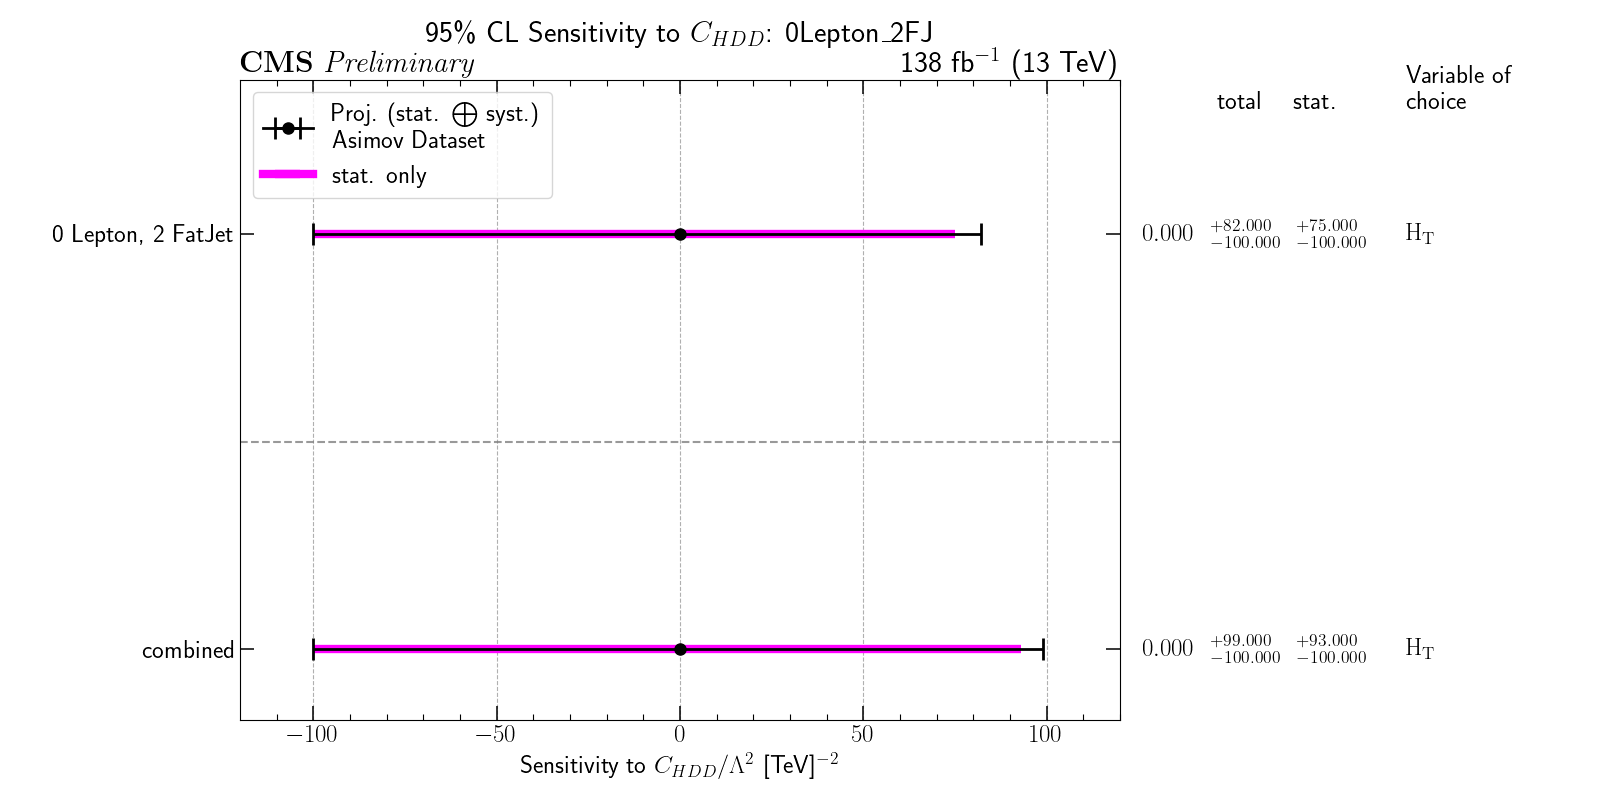 95% CL Sensitivity to C_HDD: 0Lepton_2FJ
CMS Preliminary
138 fb⁻¹ (13 TeV)
Variable of
choice
total stat.
Proj. (stat. ⨁ syst.)
Asimov Dataset
stat. only
0 Lepton, 2 FatJet
0.000 +82.000 −100.000 +75.000 −100.000 H_T
combined
0.000 +99.000 −100.000 +93.000 −100.000 H_T
−100 −50 0 50 100
Sensitivity to C_HDD/Λ² [TeV]⁻²